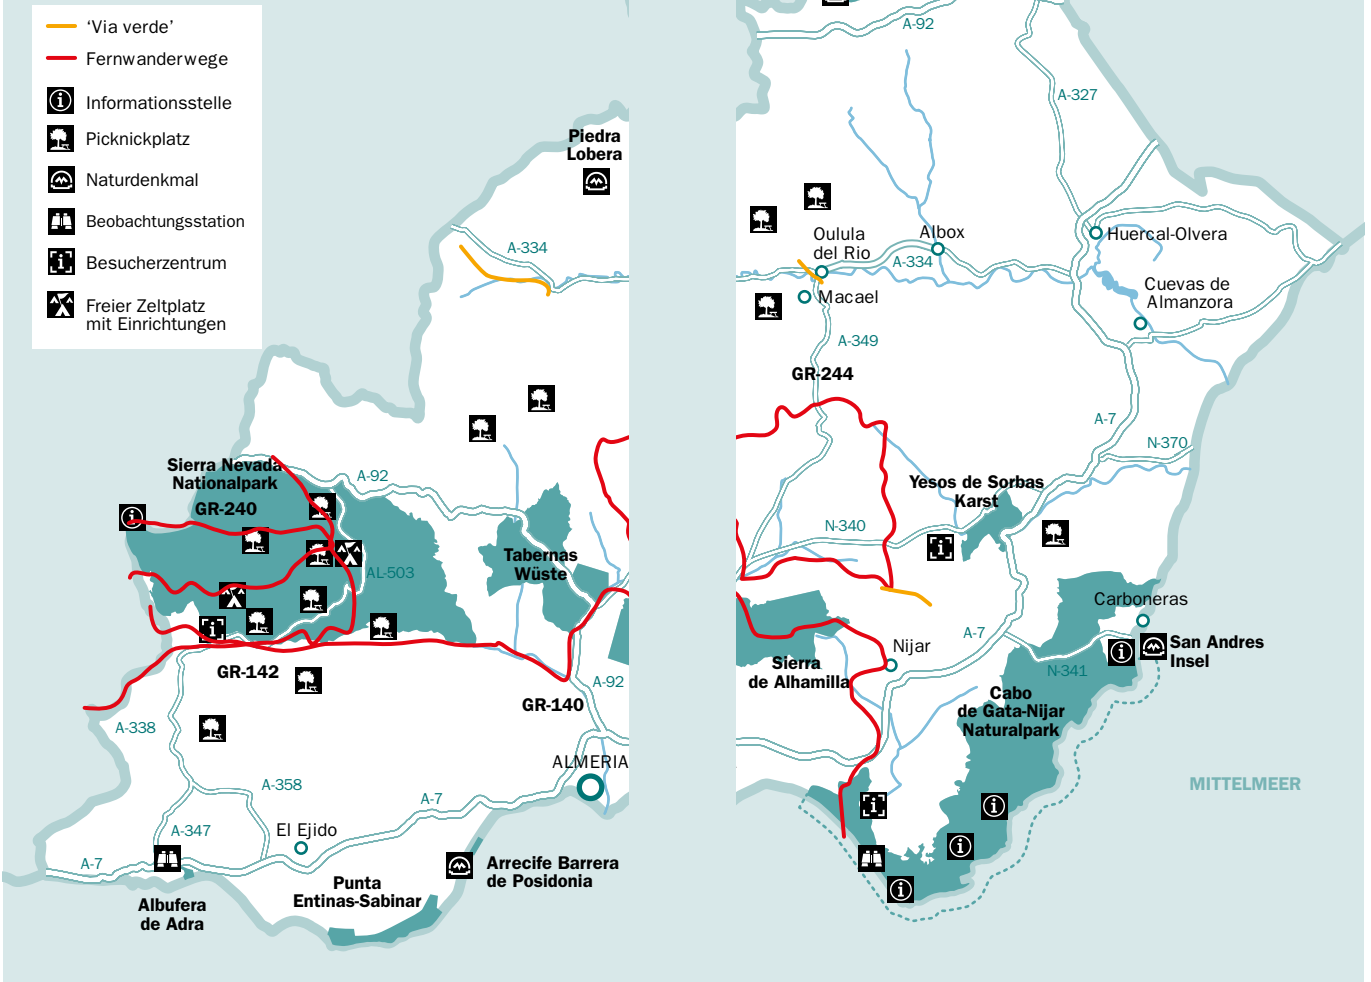 ‘Via verde’
Fernwanderwege
Informationsstelle
Picknickplatz
Naturdenkmal
Beobachtungsstation
Besucherzentrum
Freier Zeltplatz
mit Einrichtungen
Piedra
Lobera
A-334
Sierra Nevada
Nationalpark
GR-240
A-92
AL-503
Tabernas
Wüste
GR-142
GR-140
A-92
A-338
A-358
A-347
A-7
A-7
ALMERIA
El Ejido
Albufera
de Adra
Punta
Entinas-Sabinar
Arrecife Barrera
de Posidonia
A-92
A-327
Oulula
del Rio
Albox
A-334
Macael
A-349
GR-244
Huercal-Olvera
Cuevas de
Almanzora
A-7
N-370
Yesos de Sorbas
Karst
N-340
Carboneras
San Andres
Insel
A-7
N-341
Nijar
Sierra
de Alhamilla
Cabo
de Gata-Nijar
Naturalpark
MITTELMEER